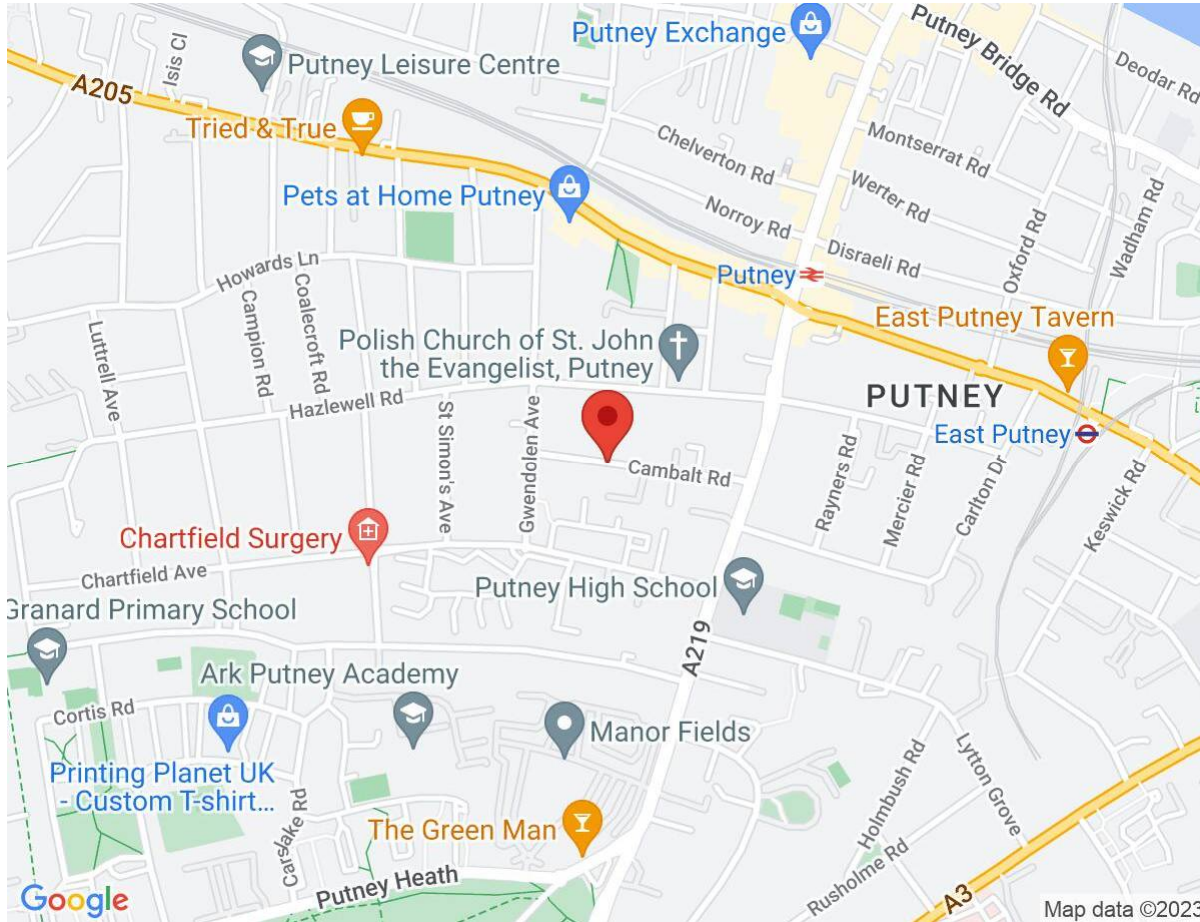 Putney Exchange
Putney Bridge Rd
Deodar Rd
Isis Cl
Putney Leisure Centre
A205
Tried & True
Chelverton Rd
Montserrat Rd
Pets at Home Putney
Norroy Rd
Werter Rd
Oxford Rd
Wadham Rd
Disraeli Rd
Howards Ln
Putney
Luttrell Ave
Campion Rd
Coalecroft Rd
Polish Church of St. John
the Evangelist, Putney
East Putney Tavern
PUTNEY
Hazlewell Rd
St Simon's Ave
Gwendolen Ave
East Putney
Cambalt Rd
Rayners Rd
Mercier Rd
Carlton Dr
Keswick Rd
Chartfield Surgery
Chartfield Ave
Putney High School
Granard Primary School
A219
Ark Putney Academy
Cortis Rd
Manor Fields
Printing Planet UK
- Custom T-shirt...
Carslake Rd
The Green Man
Holmbush Rd
Lytton Grove
Rusholme Rd
Putney Heath
A3
Google
Map data ©2023